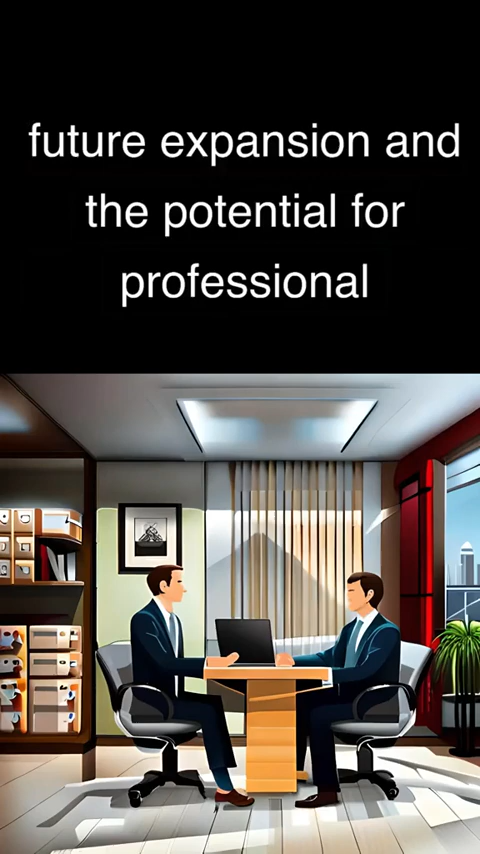 future expansion and
the potential for
professional